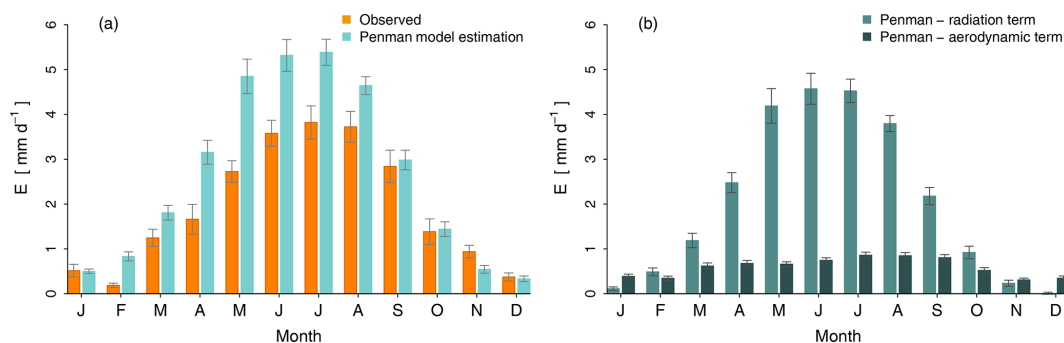 (a)
Observed
Penman model estimation
E [ mm d⁻¹ ]
6
5
4
3
2
1
0
J F M A M J J A S O N D
Month
(b)
Penman − radiation term
Penman − aerodynamic term
E [ mm d⁻¹ ]
6
5
4
3
2
1
0
J F M A M J J A S O N D
Month